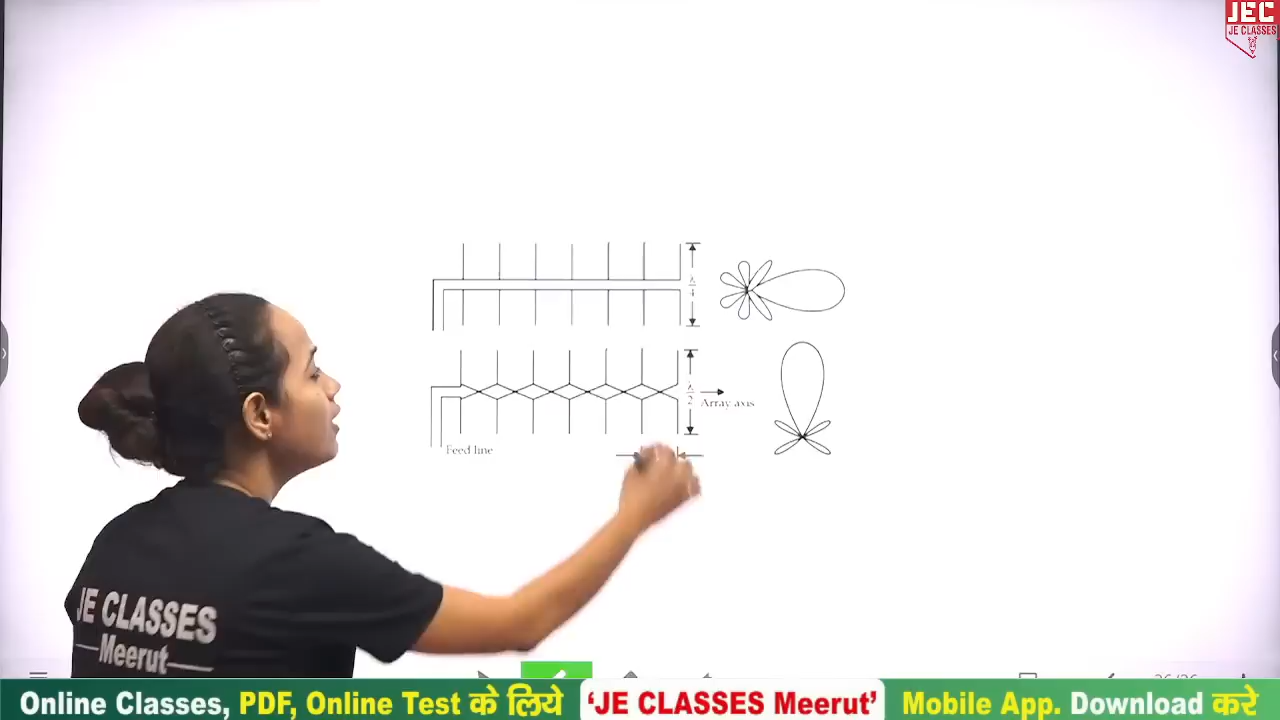 JEC
JE CLASSES
λ
4
λ
2
Array axis
Feed line
JE CLASSES
Meerut
Online Classes, PDF, Online Test के लिये 'JE CLASSES Meerut' Mobile App. Download करे